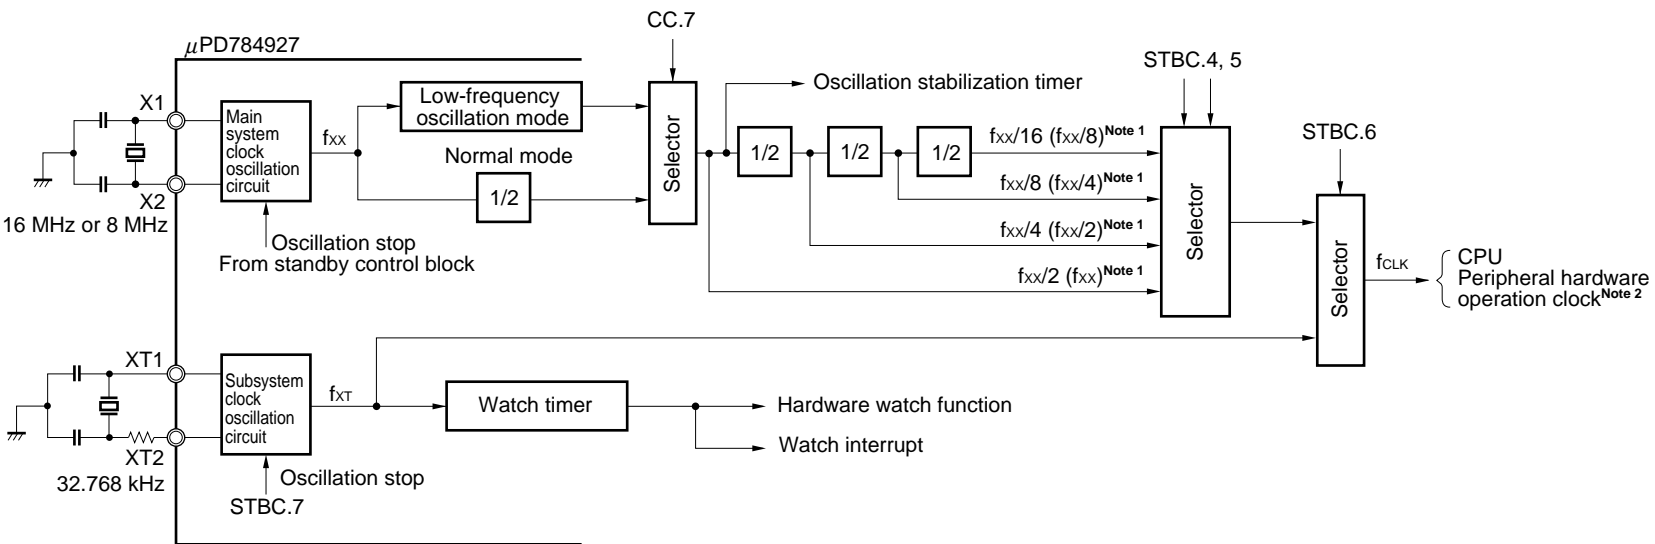 CC.7
μPD784927
STBC.4, 5
X1
Main
system
clock
oscillation
circuit
fXX
Low-frequency
oscillation mode
Normal mode
1/2
Selector
Oscillation stabilization timer
1/2
1/2
1/2
fXX/16 (fXX/8)Note 1
fXX/8 (fXX/4)Note 1
fXX/4 (fXX/2)Note 1
fXX/2 (fXX)Note 1
Selector
STBC.6
Selector
fCLK
CPU
Peripheral hardware
operation clockNote 2
X2
16 MHz or 8 MHz
Oscillation stop
From standby control block
XT1
Subsystem
clock
oscillation
circuit
fXT
Watch timer
Hardware watch function
Watch interrupt
XT2
32.768 kHz
Oscillation stop
STBC.7